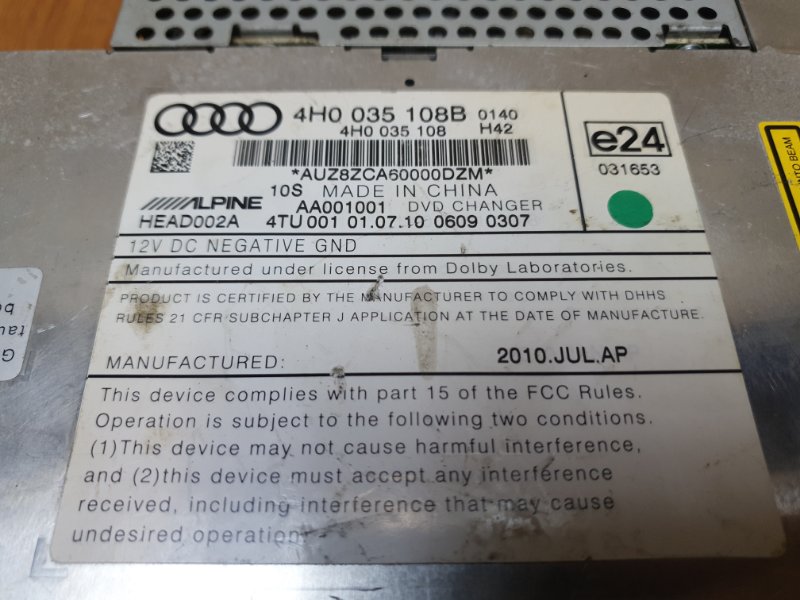 4H0 035 108B 0140
4H0 035 108 H42
e24
031653
*AUZ8ZCA60000DZM*
10S MADE IN CHINA
ALPINE AA001001 DVD CHANGER
HEAD002A 4TU 001 01.07.10 0609 0307
12V DC NEGATIVE GND
Manufactured under license from Dolby Laboratories.
PRODUCT IS CERTIFIED BY THE MANUFACTURER TO COMPLY WITH DHHS
RULES 21 CFR SUBCHAPTER J APPLICATION AT THE DATE OF MANUFACTURE.
MANUFACTURED: 2010.JUL.AP
This device complies with part 15 of the FCC Rules.
Operation is subject to the following two conditions.
(1)This device may not cause harmful interference,
and (2)this device must accept any interference
received, including interference that may cause
undesired operation.
INTO BEAM